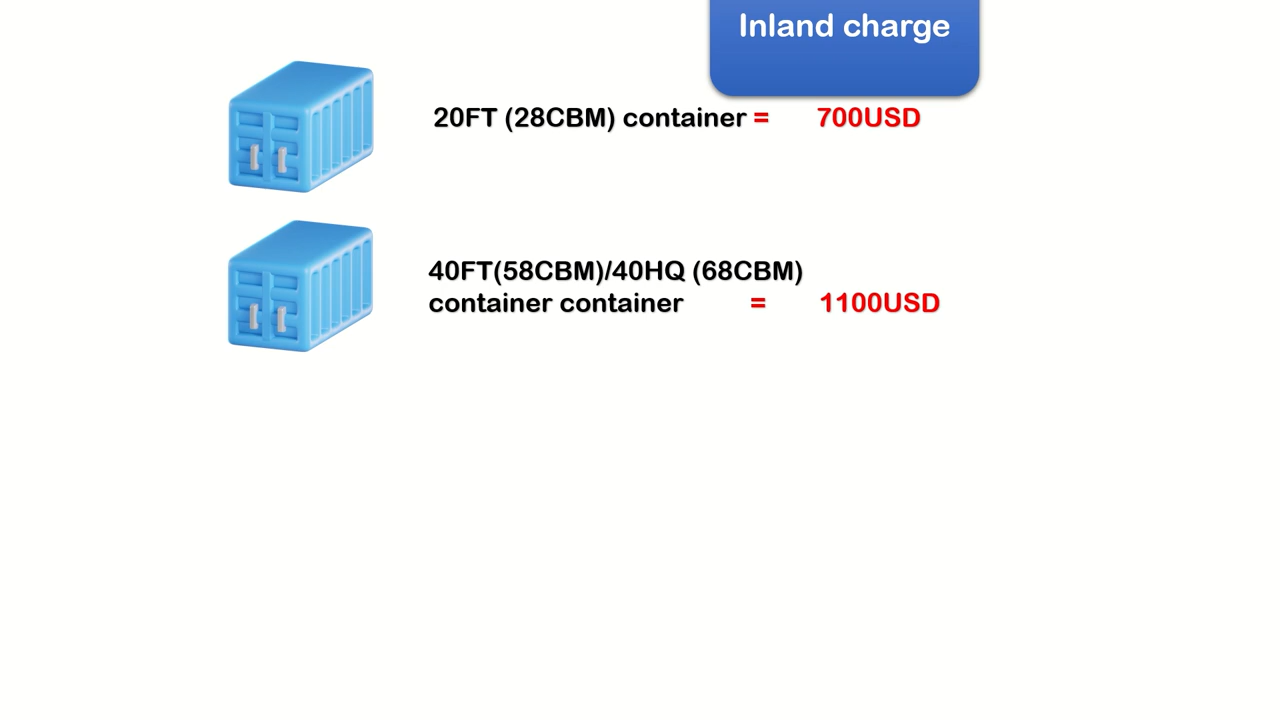 Inland charge
20FT (28CBM) container = 700USD
40FT(58CBM)/40HQ (68CBM)
container container = 1100USD